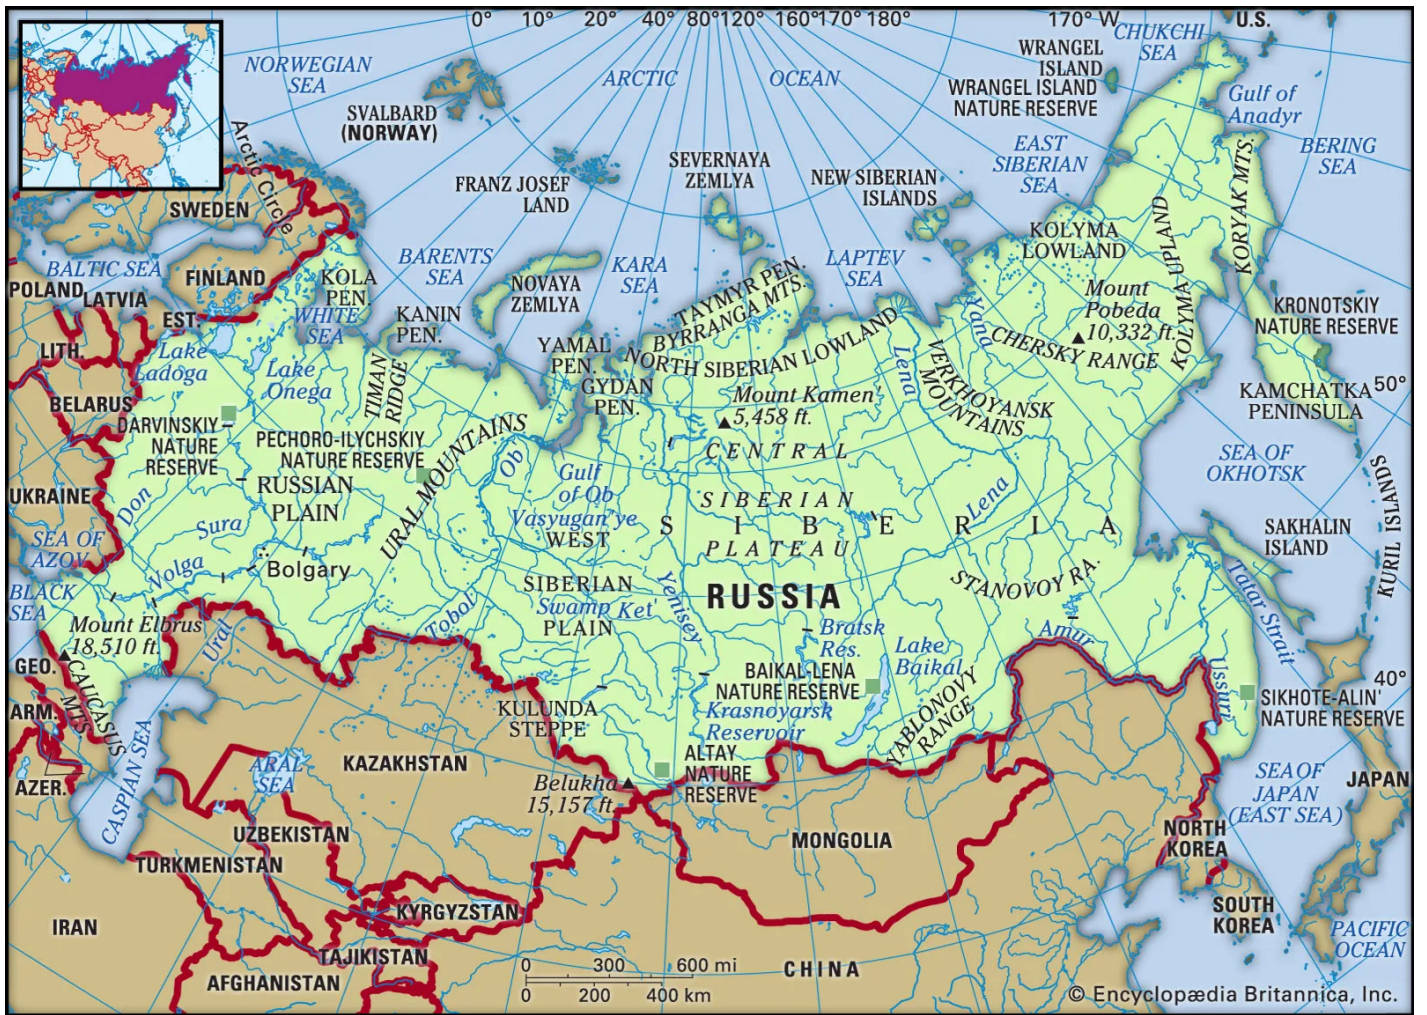 0° 10° 20° 40° 80° 120° 160° 170° 180° 170° W
U.S.
CHUKCHI
SEA
WRANGEL
ISLAND
WRANGEL ISLAND
NATURE RESERVE
NORWEGIAN
SEA
ARCTIC OCEAN
SVALBARD
(NORWAY)
Gulf of
Anadyr
BERING
SEA
EAST
SIBERIAN
SEA
Arctic Circle
SEVERNAYA
ZEMLYA
FRANZ JOSEF
LAND
NEW SIBERIAN
ISLANDS
KORYAK MTS.
SWEDEN
KOLYMA
LOWLAND
KOLYMA UPLAND
BARENTS
SEA
KARA
SEA
LAPTEV
SEA
BALTIC SEA
FINLAND
KOLA
PEN.
NOVAYA
ZEMLYA
TAYMYR PEN.
BYRRANGA MTS.
POLAND
LATVIA
EST.
WHITE
SEA
KANIN
PEN.
Mount
Pobeda
10,332 ft.
KRONOTSKIY
NATURE RESERVE
Yana
CHERSKY RANGE
LITH.
Lake
Ladoga
Lake
Onega
YAMAL
PEN.
GYDAN
PEN.
NORTH SIBERIAN LOWLAND
Lena
VERKHOYANSK
MOUNTAINS
TIMAN
RIDGE
Mount Kamen'
5,458 ft.
50°
KAMCHATKA
PENINSULA
BELARUS
DARVINSKIY
NATURE
RESERVE
PECHORO-ILYCHSKIY
NATURE RESERVE
URAL MOUNTAINS
Ob'
CENTRAL
SIBERIAN
PLATEAU
SEA OF
OKHOTSK
UKRAINE
RUSSIAN
PLAIN
Gulf
of Ob
Lena
Don
Sura
Vasyugan'ye
WEST
SIBERIAN
Swamp
PLAIN
Ket'
SIBERIA
SAKHALIN
ISLAND
KURIL ISLANDS
SEA OF
AZOV
Volga
Bolgary
STANOVOY RA.
Tatar Strait
BLACK
SEA
RUSSIA
Yenisey
Tobol
Mount Elbrus
18,510 ft.
Ural
Bratsk
Res.
Lake
Baikal
Amur
Ussuri
GEO.
CAUCASUS
MTS.
BAIKAL-LENA
NATURE RESERVE
YABLONOVY
RANGE
40°
SIKHOTE-ALIN'
NATURE RESERVE
ARM.
KULUNDA
STEPPE
Krasnoyarsk
Reservoir
AZER.
CASPIAN SEA
ARAL
SEA
KAZAKHSTAN
Belukha
15,157 ft.
ALTAY
NATURE
RESERVE
SEA OF
JAPAN
(EAST SEA)
JAPAN
UZBEKISTAN
MONGOLIA
NORTH
KOREA
TURKMENISTAN
IRAN
KYRGYZSTAN
SOUTH
KOREA
PACIFIC
OCEAN
TAJIKISTAN
AFGHANISTAN
CHINA
0 300 600 mi
0 200 400 km
© Encyclopædia Britannica, Inc.